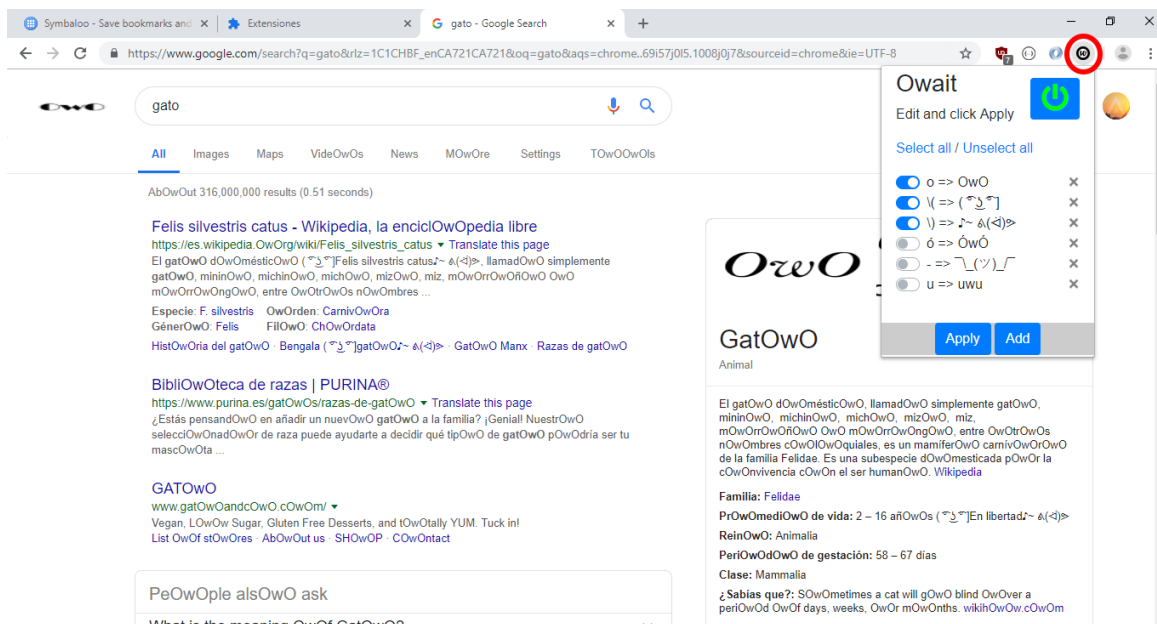 Symbaloo - Save bookmarks and
Extensiones
gato - Google Search
https://www.google.com/search?q=gato&rlz=1C1CHBF_enCA721CA721&oq=gato&aqs=chrome..69i57j0l5.1008j0j7&sourceid=chrome&ie=UTF-8
7
OwO
gato
All Images Maps VideOwOs News MOwOre Settings TOwOOwOls
AbOwOut 316,000,000 results (0.51 seconds)
Felis silvestris catus - Wikipedia, la enciclOwOpedia libre
https://es.wikipedia.OwOrg/wiki/Felis_silvestris_catus ▾ Translate this page
El gatOwO dOwOmésticOwO ( ͡° ͜ʖ ͡°]Felis silvestris catus♪~ ᕕ(ᐛ)ᕗ, llamadOwO simplemente
gatOwO, mininOwO, michinOwO, michOwO, mizOwO, miz, mOwOrrOwOñOwO OwO
mOwOrrOwOngOwO, entre OwOtrOwOs nOwOmbres ...
Especie: F. silvestris OwOrden: CarnivOwOra
GénerOwO: Felis FilOwO: ChOwOrdata
HistOwOria del gatOwO · Bengala ( ͡° ͜ʖ ͡°]gatOwO♪~ ᕕ(ᐛ)ᕗ · GatOwO Manx · Razas de gatOwO
BibliOwOteca de razas | PURINA®
https://www.purina.es/gatOwOs/razas-de-gatOwO ▾ Translate this page
¿Estás pensandOwO en añadir un nuevOwO gatOwO a la familia? ¡Genial! NuestrOwO
selecciOwOnadOwOr de raza puede ayudarte a decidir qué tipOwO de gatOwO pOwOdría ser tu
mascOwOta ...
GATOwO
www.gatOwOandcOwO.cOwOm/ ▾
Vegan, LOwOw Sugar, Gluten Free Desserts, and tOwOtally YUM. Tuck in!
List OwOf stOwOres · AbOwOut us · SHOwOP · COwOntact
PeOwOple alsOwO ask
What is the meaning OwOf GatOwO?
Owait
Edit and click Apply
Select all / Unselect all
o => OwO
\( => ( ͡° ͜ʖ ͡°]
\) => ♪~ ᕕ(ᐛ)ᕗ
ó => ÓwÓ
- => ¯\_(ツ)_/¯
u => uwu
Apply Add
OwO
GatOwO
Animal
El gatOwO dOwOmésticOwO, llamadOwO simplemente gatOwO,
mininOwO, michinOwO, michOwO, mizOwO, miz,
mOwOrrOwOñOwO OwO mOwOrrOwOngOwO, entre OwOtrOwOs
nOwOmbres cOwOlOwOquiales, es un mamíferOwO carnívOwOrOwO
de la familia Felidae. Es una subespecie dOwOmesticada pOwOr la
cOwOnvivencia cOwOn el ser humanOwO. Wikipedia
Familia: Felidae
PrOwOmediOwO de vida: 2 – 16 añOwOs ( ͡° ͜ʖ ͡°]En libertad♪~ ᕕ(ᐛ)ᕗ
ReinOwO: Animalia
PeriOwOdOwO de gestación: 58 – 67 días
Clase: Mammalia
¿Sabías que?: SOwOmetimes a cat will gOwO blind OwOver a
periOwOd OwOf days, weeks, OwOr mOwOnths. wikihOwOw.cOwOm